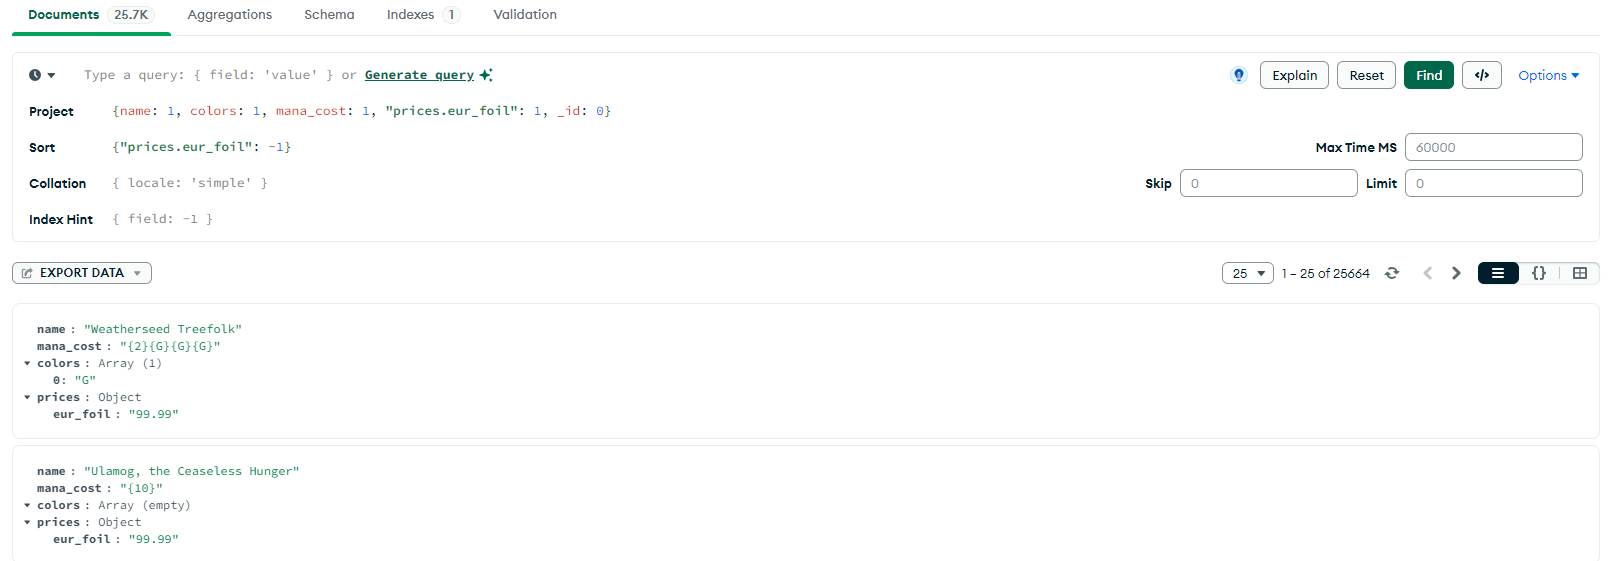 Documents 25.7K Aggregations Schema Indexes 1 Validation
Type a query: { field: 'value' } or Generate query Explain Reset Find </> Options
Project {name: 1, colors: 1, mana_cost: 1, "prices.eur_foil": 1, _id: 0}
Sort {"prices.eur_foil": -1} Max Time MS 60000
Collation { locale: 'simple' } Skip 0 Limit 0
Index Hint { field: -1 }
EXPORT DATA 25 1 – 25 of 25664 {}
name : "Weatherseed Treefolk"
mana_cost : "{2}{G}{G}{G}"
colors : Array (1)
0: "G"
prices : Object
eur_foil : "99.99"
name : "Ulamog, the Ceaseless Hunger"
mana_cost : "{10}"
colors : Array (empty)
prices : Object
eur_foil : "99.99"